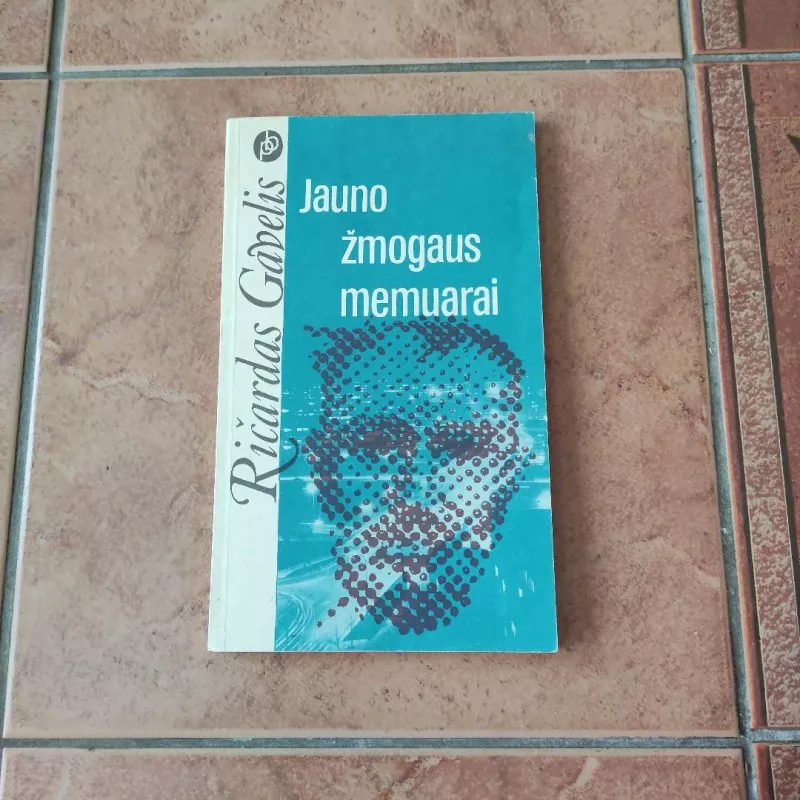 Ričardas Gavelis
Jauno
žmogaus
memuarai